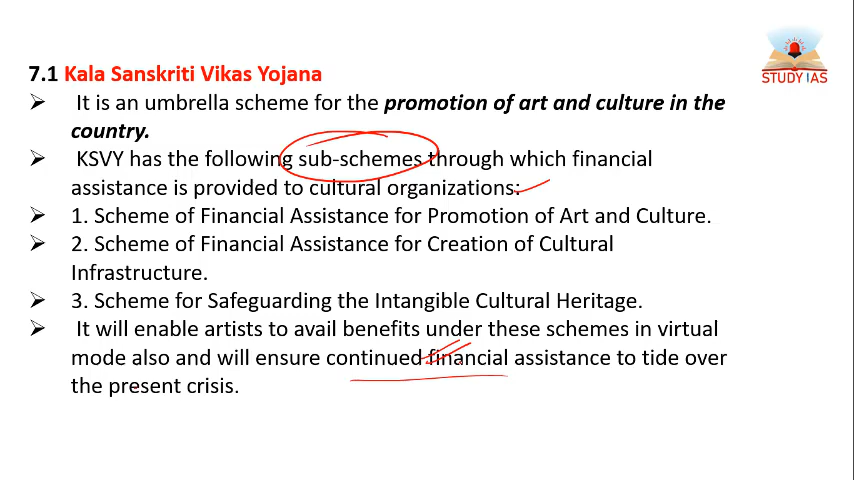 STUDY IAS
7.1 Kala Sanskriti Vikas Yojana
➢ It is an umbrella scheme for the promotion of art and culture in the
country.
➢ KSVY has the following sub-schemes through which financial
assistance is provided to cultural organizations:
➢ 1. Scheme of Financial Assistance for Promotion of Art and Culture.
➢ 2. Scheme of Financial Assistance for Creation of Cultural
Infrastructure.
➢ 3. Scheme for Safeguarding the Intangible Cultural Heritage.
➢ It will enable artists to avail benefits under these schemes in virtual
mode also and will ensure continued financial assistance to tide over
the present crisis.